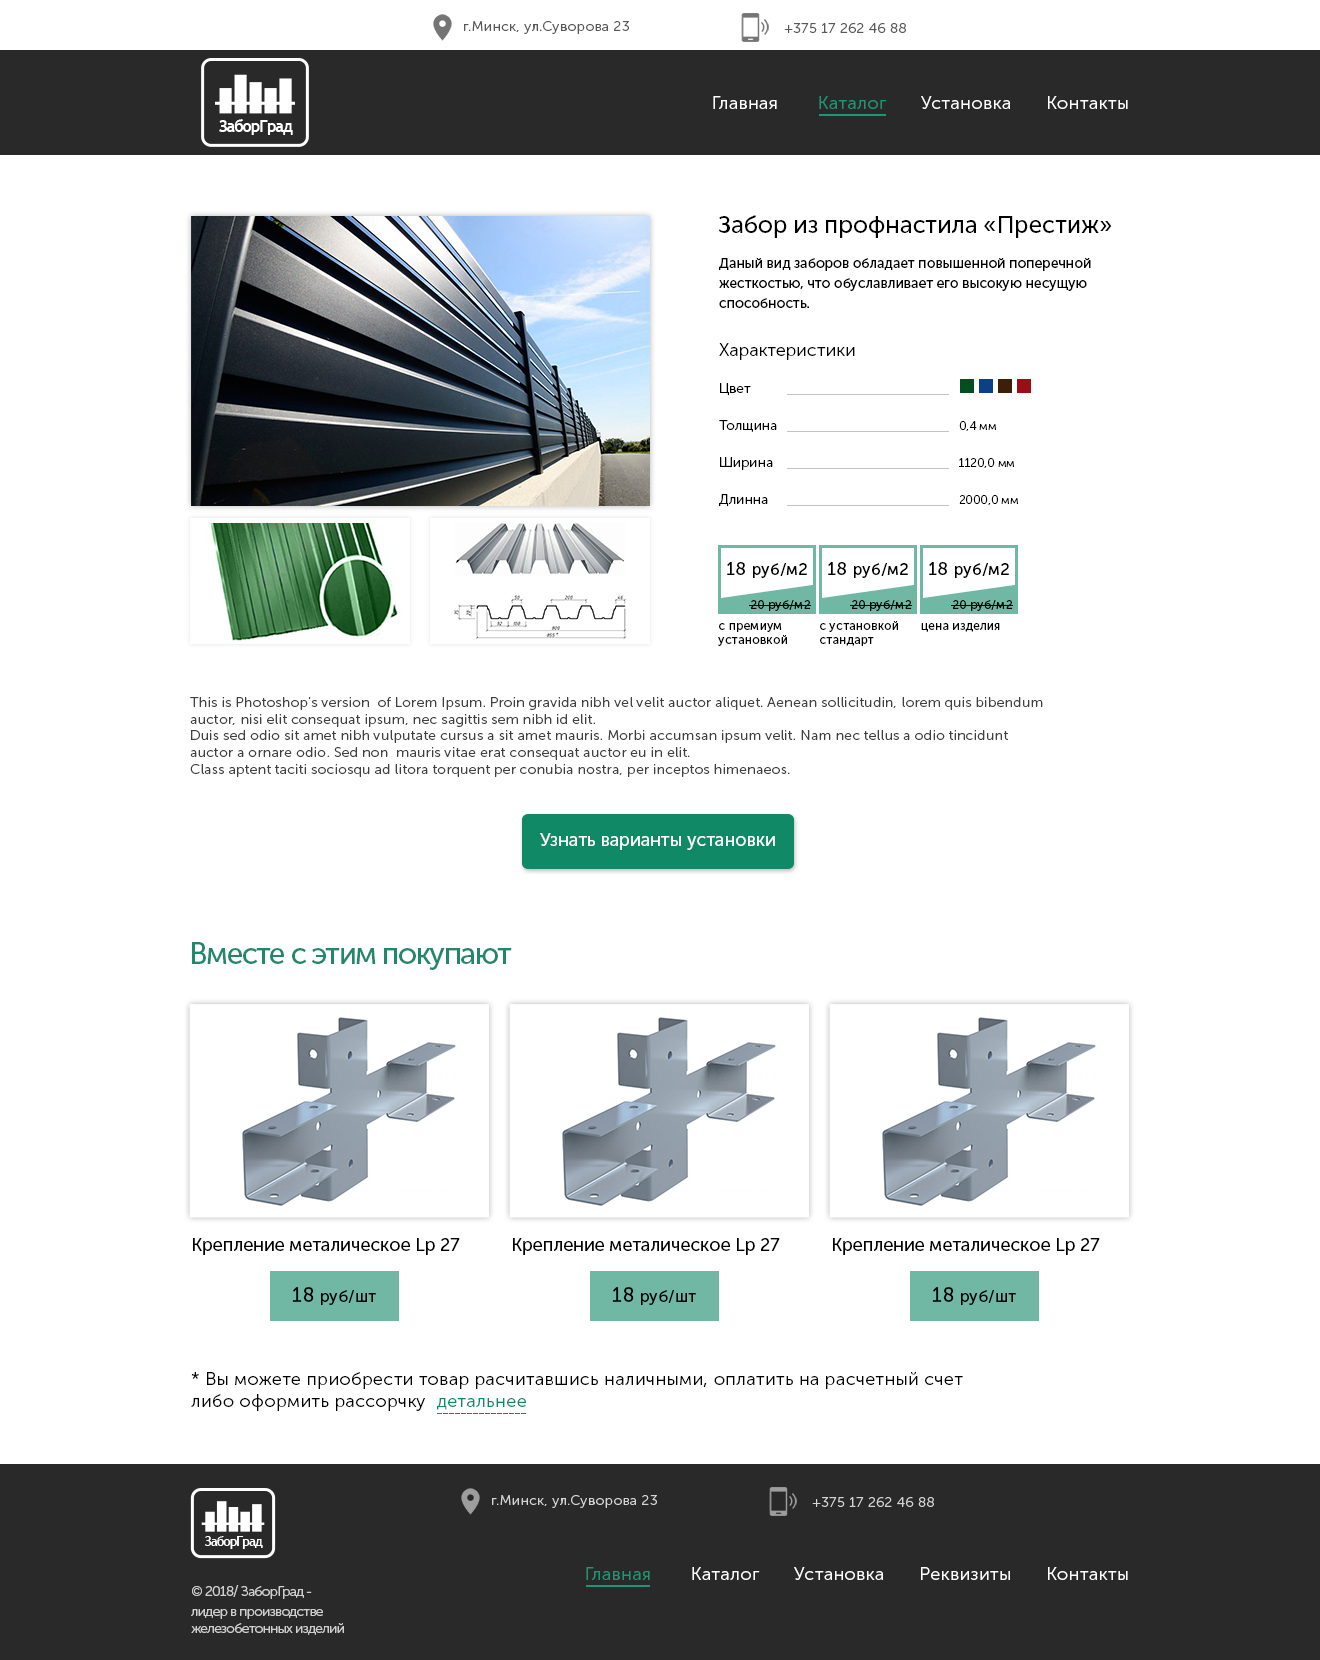 г.Минск, ул.Суворова 23
+375 17 262 46 88
ЗаборГрад
Главная Каталог Установка Контакты
Забор из профнастила «Престиж»
Даный вид заборов обладает повышенной поперечной
жесткостью, что обуславливает его высокую несущую
способность.
Характеристики
Цвет
Толщина 0,4 мм
Ширина 1120,0 мм
Длинна 2000,0 мм
18 руб/м2 18 руб/м2 18 руб/м2
20 руб/м2 20 руб/м2 20 руб/м2
с премиум
установкой
с установкой
стандарт
цена изделия
This is Photoshop's version  of Lorem Ipsum. Proin gravida nibh vel velit auctor aliquet. Aenean sollicitudin, lorem quis bibendum
auctor, nisi elit consequat ipsum, nec sagittis sem nibh id elit.
Duis sed odio sit amet nibh vulputate cursus a sit amet mauris. Morbi accumsan ipsum velit. Nam nec tellus a odio tincidunt
auctor a ornare odio. Sed non  mauris vitae erat consequat auctor eu in elit.
Class aptent taciti sociosqu ad litora torquent per conubia nostra, per inceptos himenaeos.
Узнать варианты установки
Вместе с этим покупают
Крепление металическое Lp 27 Крепление металическое Lp 27 Крепление металическое Lp 27
18 руб/шт 18 руб/шт 18 руб/шт
* Вы можете приобрести товар расчитавшись наличными, оплатить на расчетный счет
либо оформить рассорчку  детальнее
г.Минск, ул.Суворова 23
+375 17 262 46 88
ЗаборГрад
Главная Каталог Установка Реквизиты Контакты
© 2018/ ЗаборГрад -
лидер в производстве
железобетонных изделий